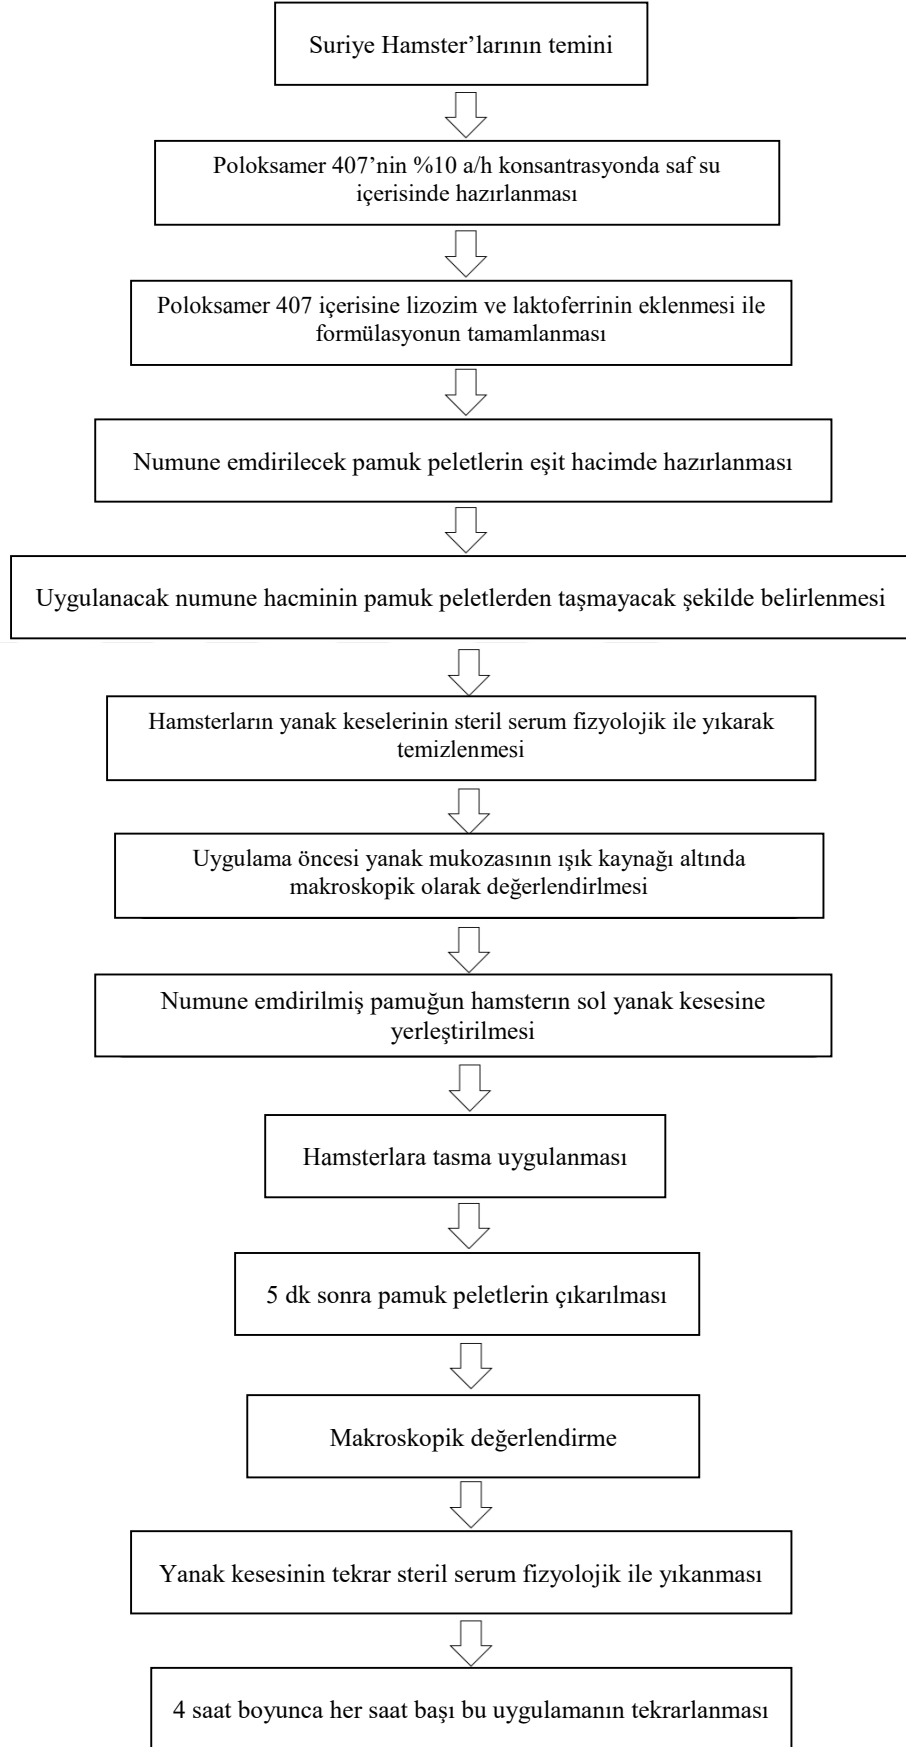 Suriye Hamster’larının temini
Poloksamer 407’nin %10 a/h konsantrasyonda saf su
içerisinde hazırlanması
Poloksamer 407 içerisine lizozim ve laktoferrinin eklenmesi ile
formülasyonun tamamlanması
Numune emdirilecek pamuk peletlerin eşit hacimde hazırlanması
Uygulanacak numune hacminin pamuk peletlerden taşmayacak şekilde belirlenmesi
Hamsterların yanak keselerinin steril serum fizyolojik ile yıkarak
temizlenmesi
Uygulama öncesi yanak mukozasının ışık kaynağı altında
makroskopik olarak değerlendirlmesi
Numune emdirilmiş pamuğun hamsterın sol yanak kesesine
yerleştirilmesi
Hamsterlara tasma uygulanması
5 dk sonra pamuk peletlerin çıkarılması
Makroskopik değerlendirme
Yanak kesesinin tekrar steril serum fizyolojik ile yıkanması
4 saat boyunca her saat başı bu uygulamanın tekrarlanması